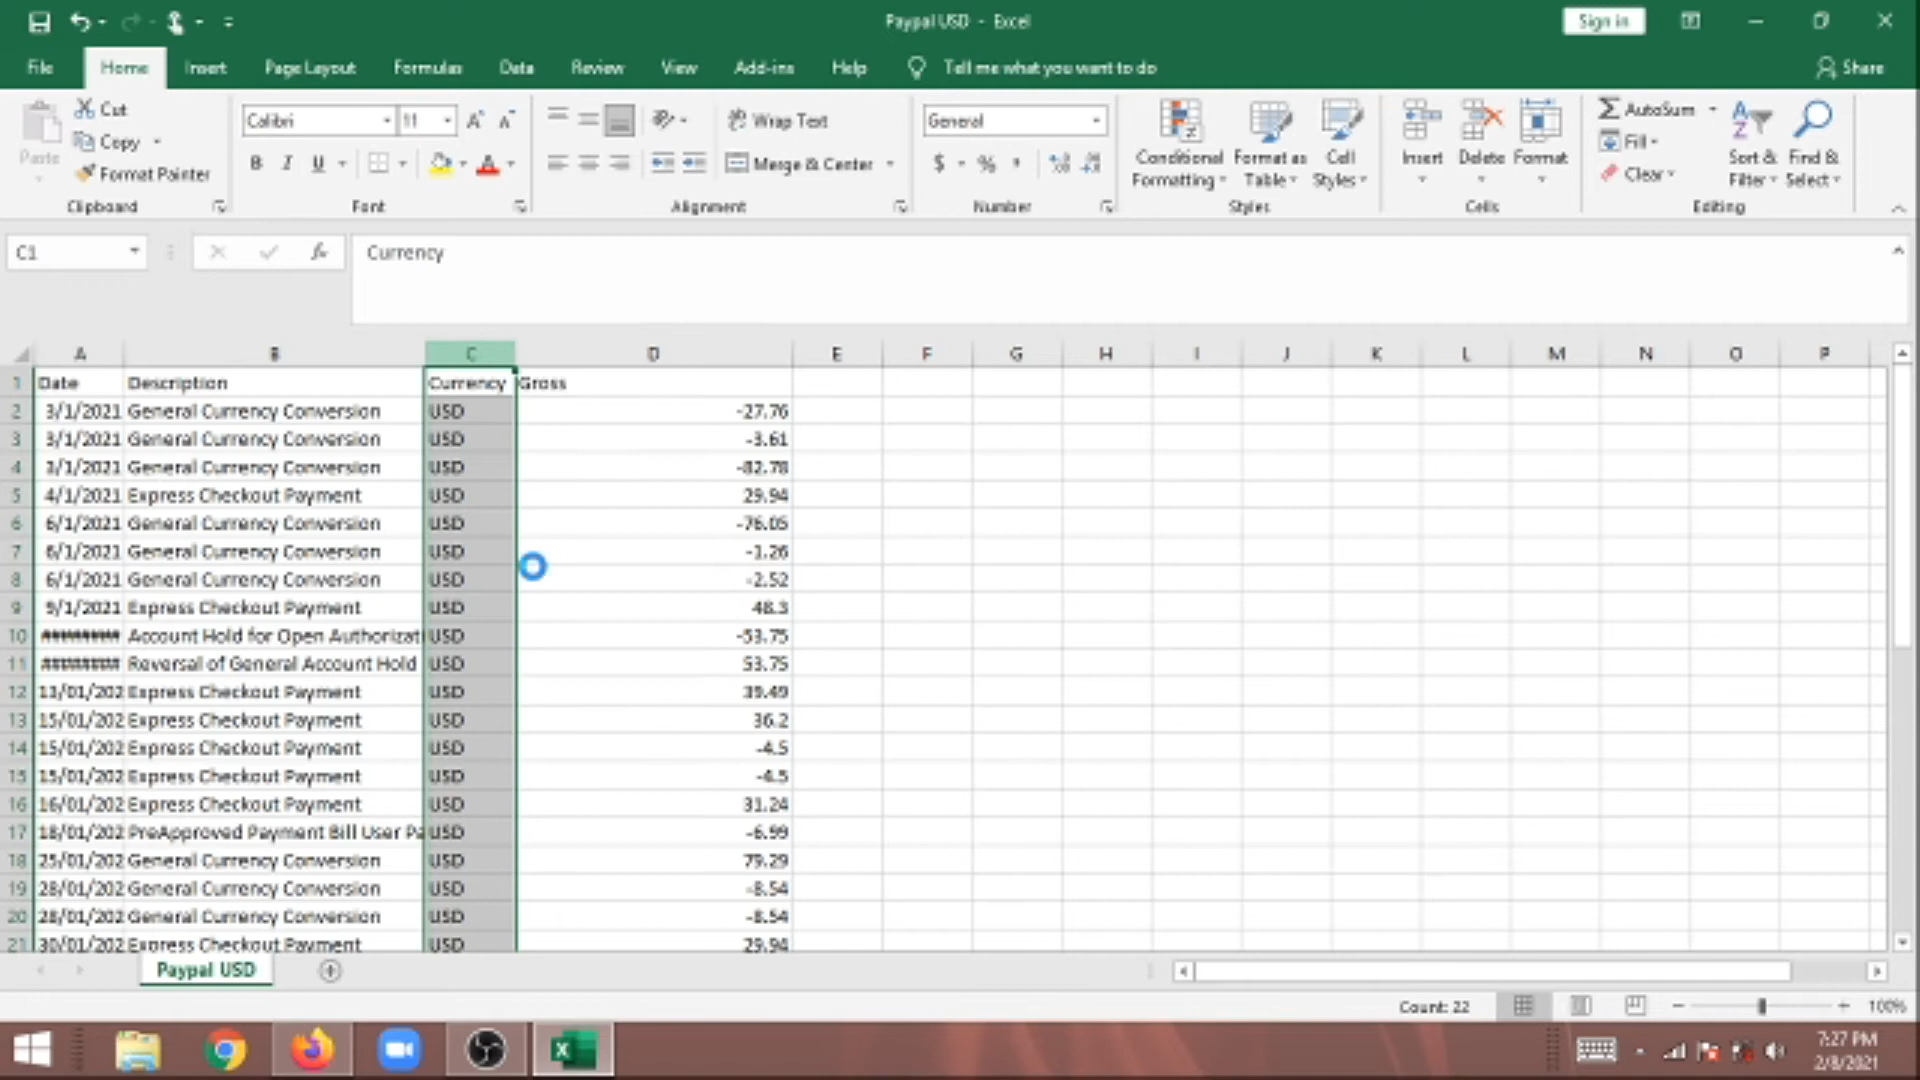 Paypal USD - Excel
Sign in
File Home Insert Page Layout Formulas Data Review View Add-ins Help Tell me what you want to do Share
Paste
Cut
Copy
Format Painter
Clipboard
Calibri 11
B I U
Font
Wrap Text
Merge & Center
Alignment
General
$ % ,
Number
Conditional Formatting
Format as Table
Cell Styles
Styles
Insert Delete Format
Cells
AutoSum
Fill
Clear
Sort & Filter
Find & Select
Editing
C1 fx Currency
A B C D E F G H I J K L M N O P
1 Date Description Currency Gross
2 3/1/2021 General Currency Conversion USD -27.76
3 3/1/2021 General Currency Conversion USD -3.61
4 3/1/2021 General Currency Conversion USD -82.78
5 4/1/2021 Express Checkout Payment USD 29.94
6 6/1/2021 General Currency Conversion USD -76.05
7 6/1/2021 General Currency Conversion USD -1.26
8 6/1/2021 General Currency Conversion USD -2.52
9 9/1/2021 Express Checkout Payment USD 48.3
10 ######### Account Hold for Open Authorizati USD -53.75
11 ######### Reversal of General Account Hold USD 53.75
12 13/01/202 Express Checkout Payment USD 39.49
13 15/01/202 Express Checkout Payment USD 36.2
14 15/01/202 Express Checkout Payment USD -4.5
15 15/01/202 Express Checkout Payment USD -4.5
16 16/01/202 Express Checkout Payment USD 31.24
17 18/01/202 PreApproved Payment Bill User Pa USD -6.99
18 25/01/202 General Currency Conversion USD 79.29
19 28/01/202 General Currency Conversion USD -8.54
20 28/01/202 General Currency Conversion USD -8.54
21 30/01/202 Express Checkout Payment USD 29.94
Paypal USD
Count: 22 100%
7:27 PM
2/8/2021